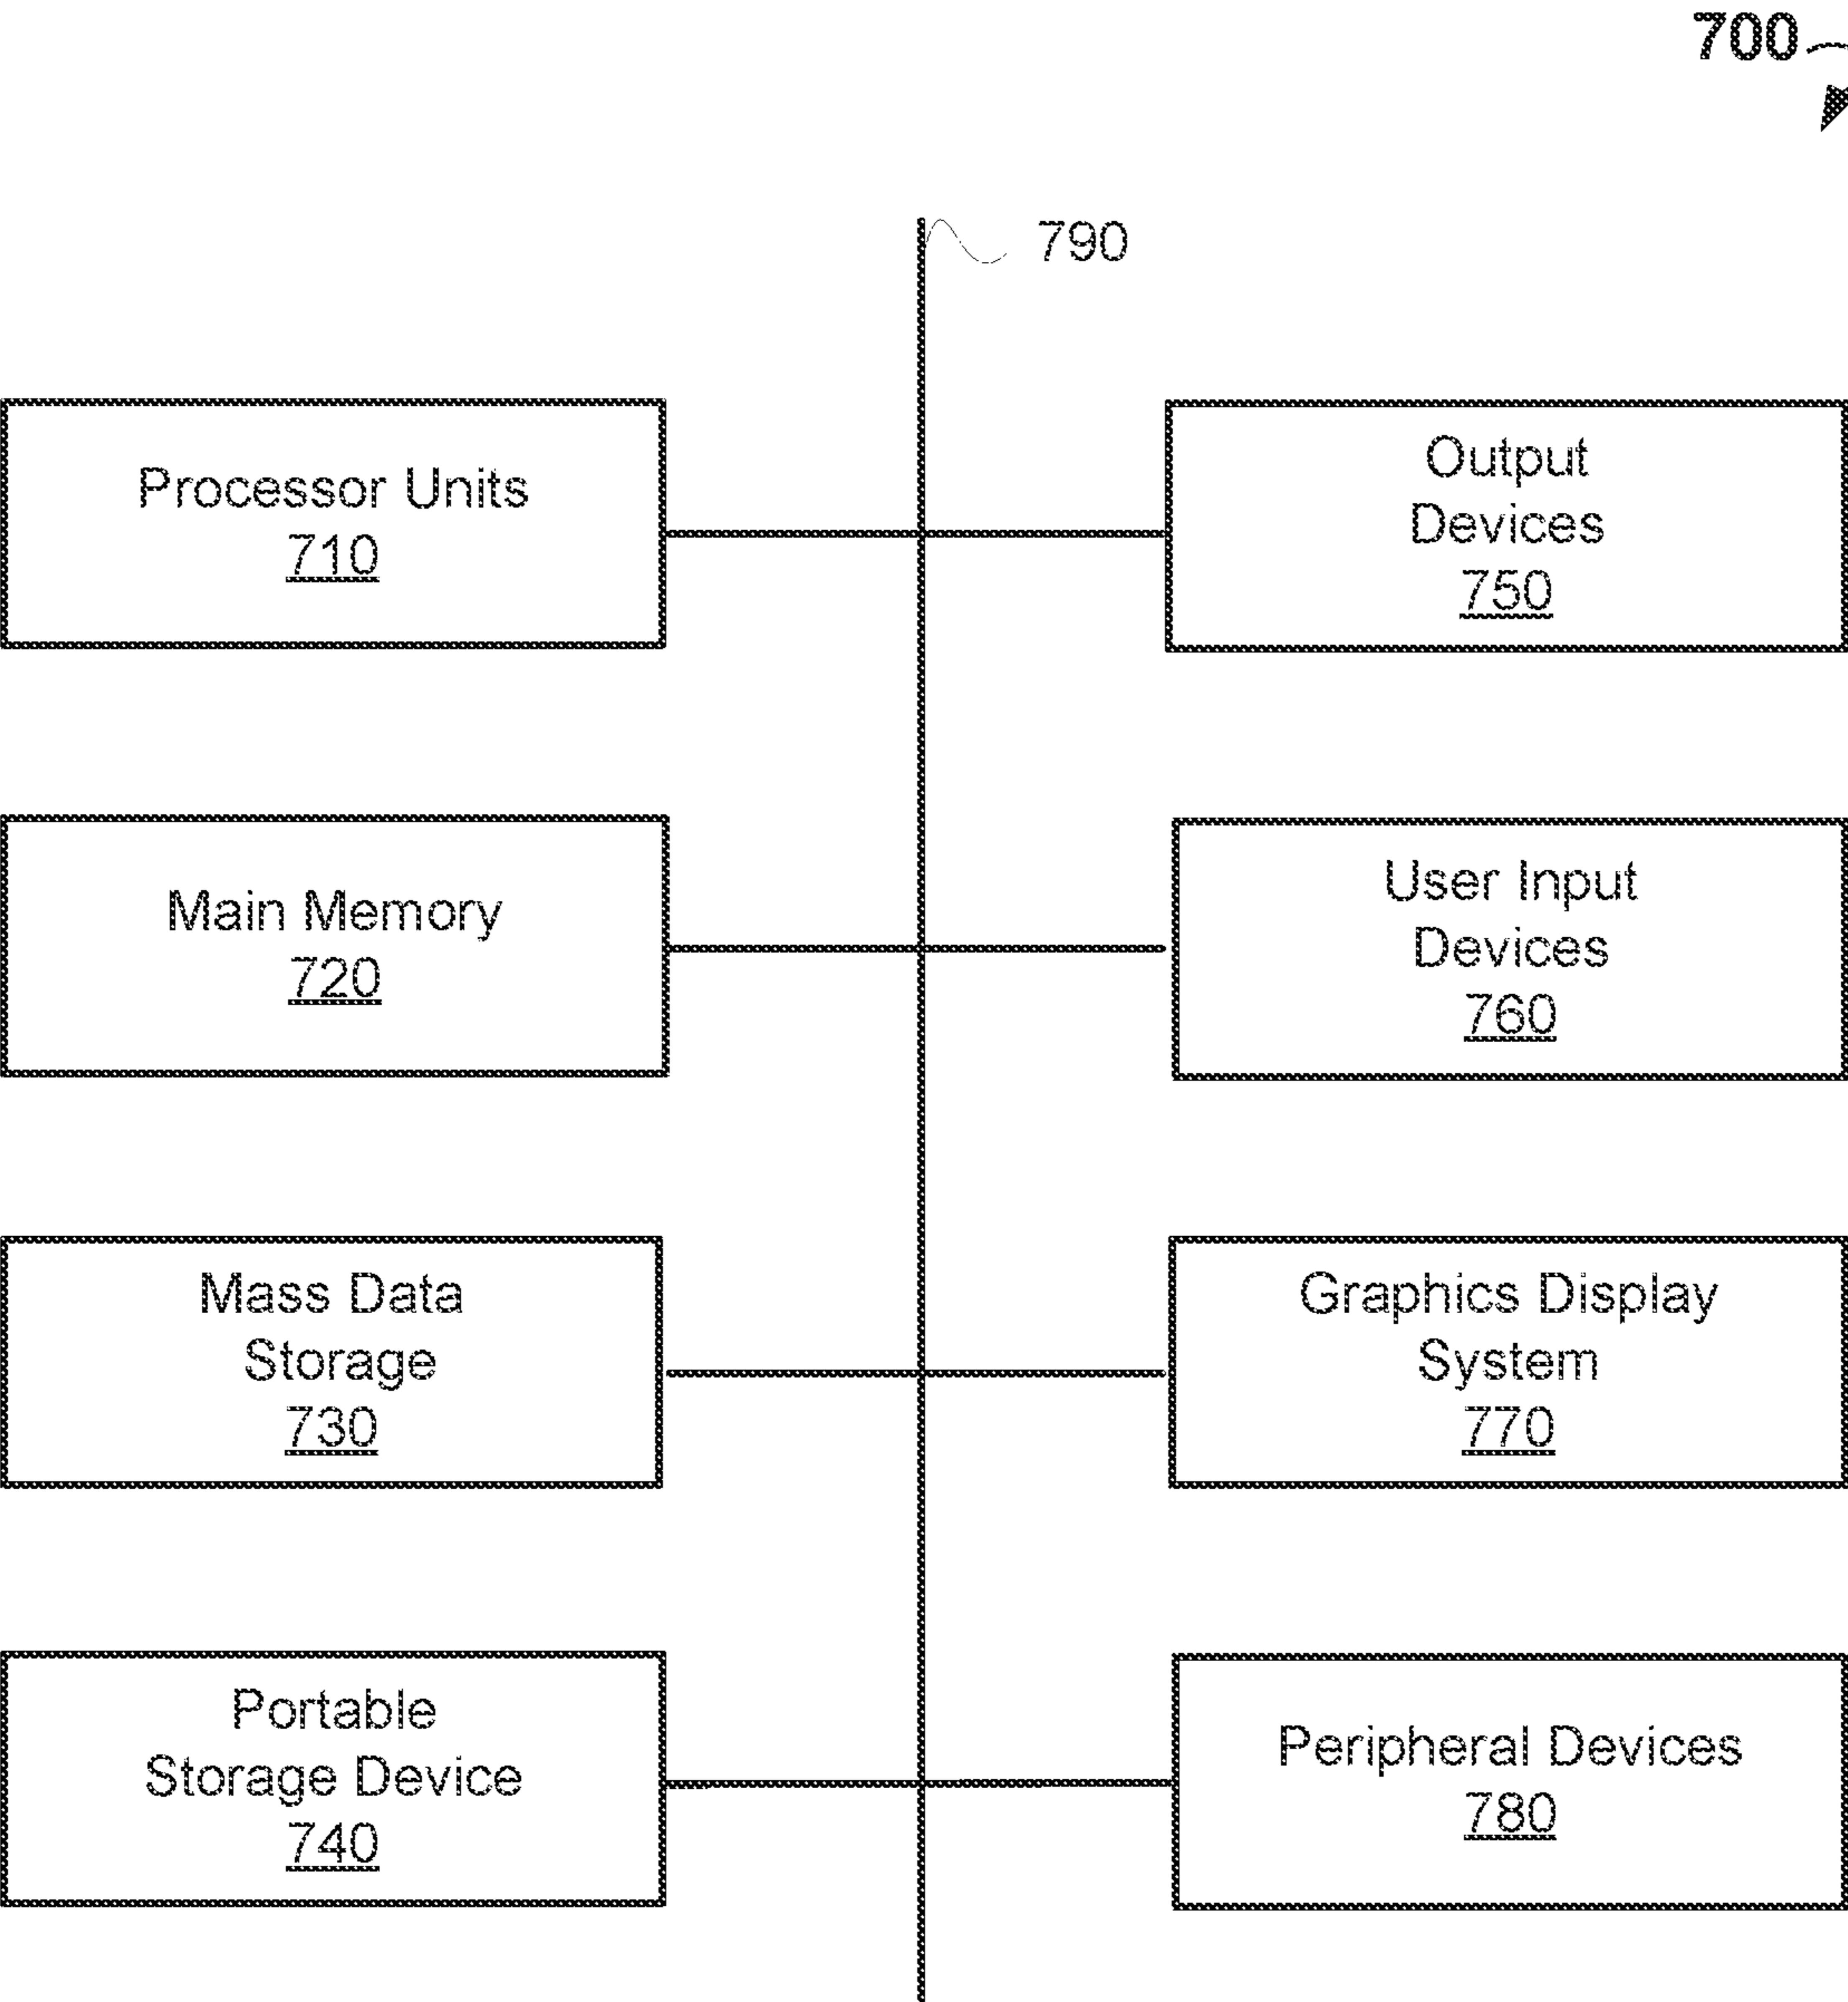 700
790
Processor Units
710
Output
Devices
750
Main Memory
720
User Input
Devices
760
Mass Data
Storage
730
Graphics Display
System
770
Portable
Storage Device
740
Peripheral Devices
780